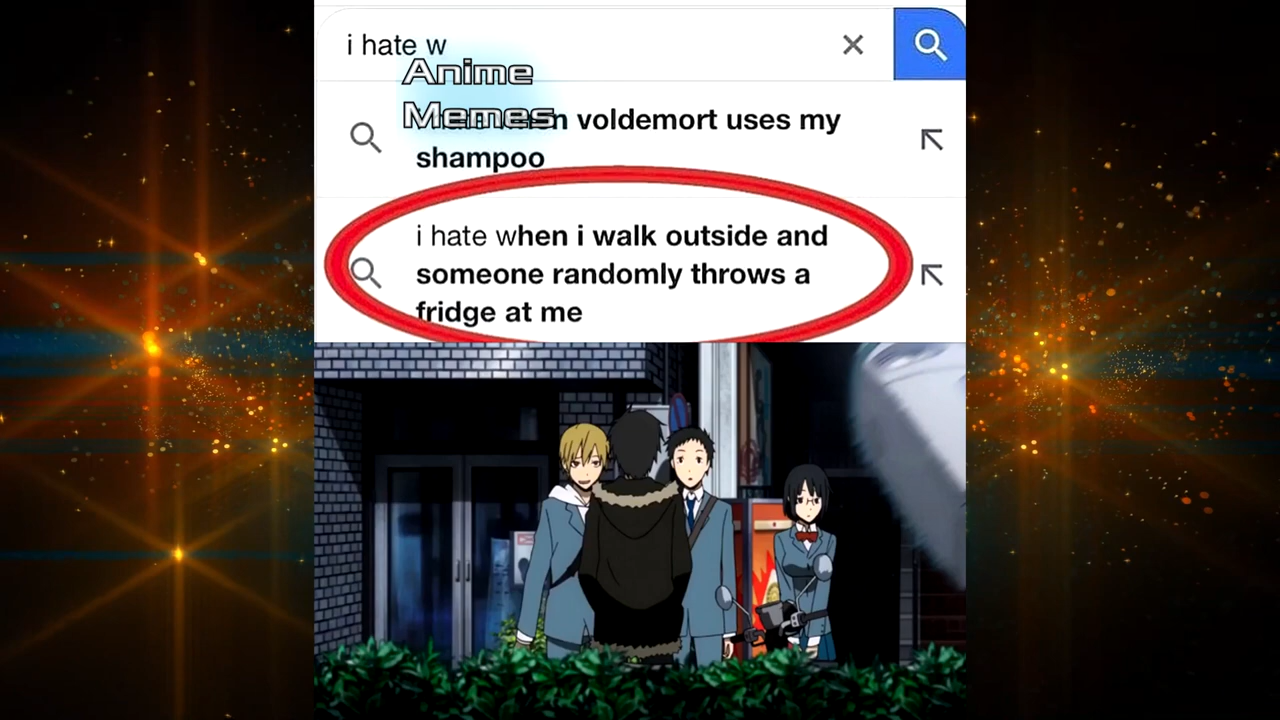 i hate w
Anime
Memes
voldemort uses my
shampoo
i hate when i walk outside and
someone randomly throws a
fridge at me